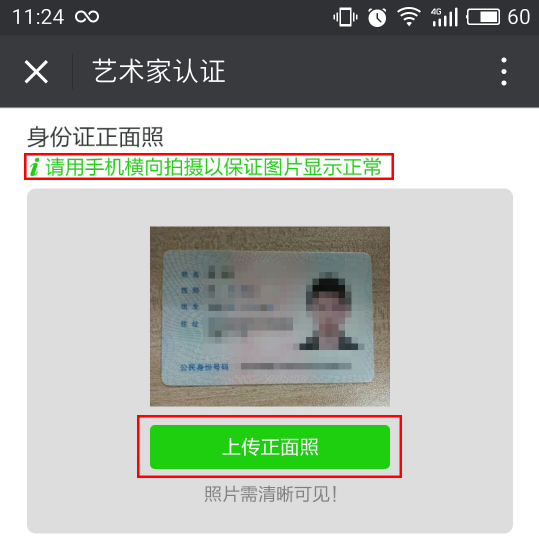 11:24 4G 60
艺术家认证
身份证正面照
请用手机横向拍摄以保证图片显示正常
姓 名
性 别
出 生
住 址
公民身份号码
上传正面照
照片需清晰可见！